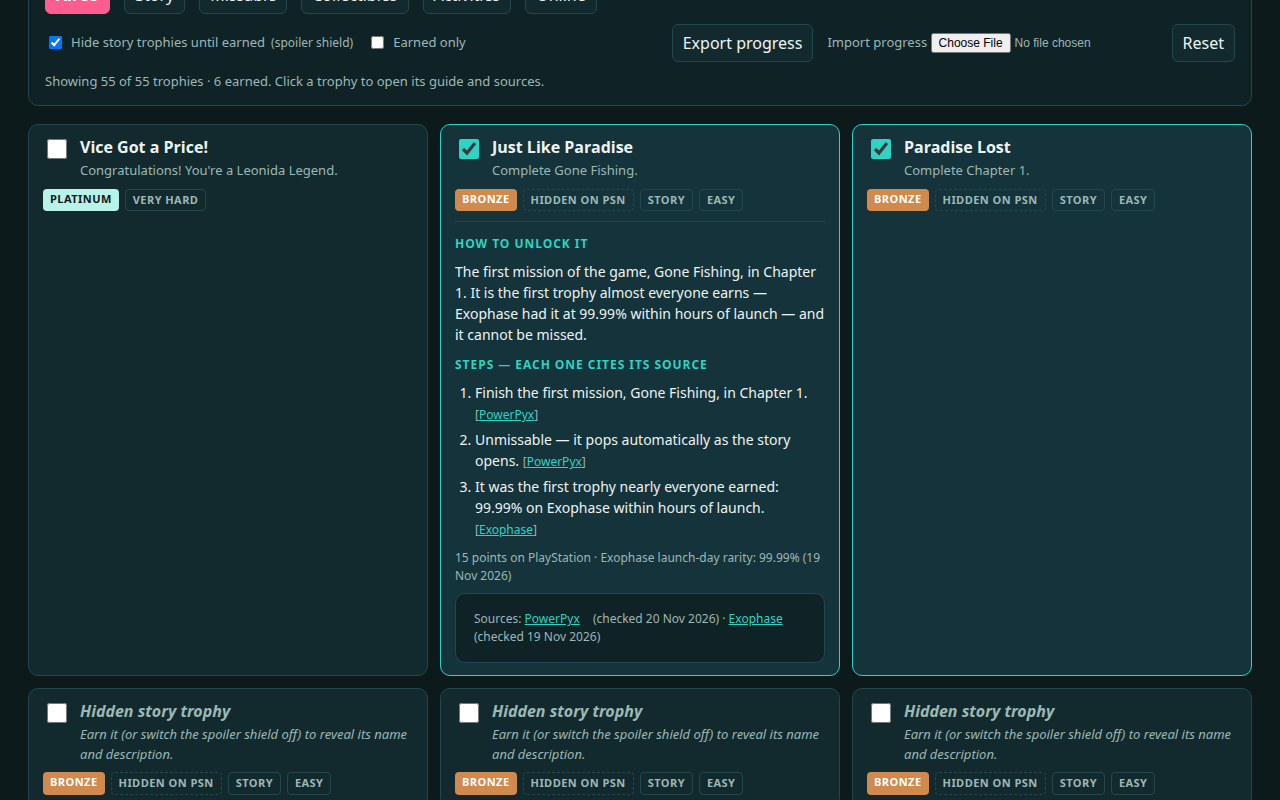 Hide story trophies until earned (spoiler shield) Earned only Export progress Import progress Choose File No file chosen Reset
Showing 55 of 55 trophies · 6 earned. Click a trophy to open its guide and sources.
Vice Got a Price!
Congratulations! You're a Leonida Legend.
PLATINUM VERY HARD
Just Like Paradise
Complete Gone Fishing.
BRONZE HIDDEN ON PSN STORY EASY
HOW TO UNLOCK IT
The first mission of the game, Gone Fishing, in Chapter
1. It is the first trophy almost everyone earns —
Exophase had it at 99.99% within hours of launch — and
it cannot be missed.
STEPS — EACH ONE CITES ITS SOURCE
1. Finish the first mission, Gone Fishing, in Chapter 1.
[PowerPyx]
2. Unmissable — it pops automatically as the story
opens. [PowerPyx]
3. It was the first trophy nearly everyone earned:
99.99% on Exophase within hours of launch.
[Exophase]
15 points on PlayStation · Exophase launch-day rarity: 99.99% (19
Nov 2026)
Sources: PowerPyx (checked 20 Nov 2026) · Exophase
(checked 19 Nov 2026)
Paradise Lost
Complete Chapter 1.
BRONZE HIDDEN ON PSN STORY EASY
Hidden story trophy
Earn it (or switch the spoiler shield off) to reveal its name
and description.
BRONZE HIDDEN ON PSN STORY EASY
Hidden story trophy
Earn it (or switch the spoiler shield off) to reveal its name
and description.
BRONZE HIDDEN ON PSN STORY EASY
Hidden story trophy
Earn it (or switch the spoiler shield off) to reveal its name
and description.
BRONZE HIDDEN ON PSN STORY EASY